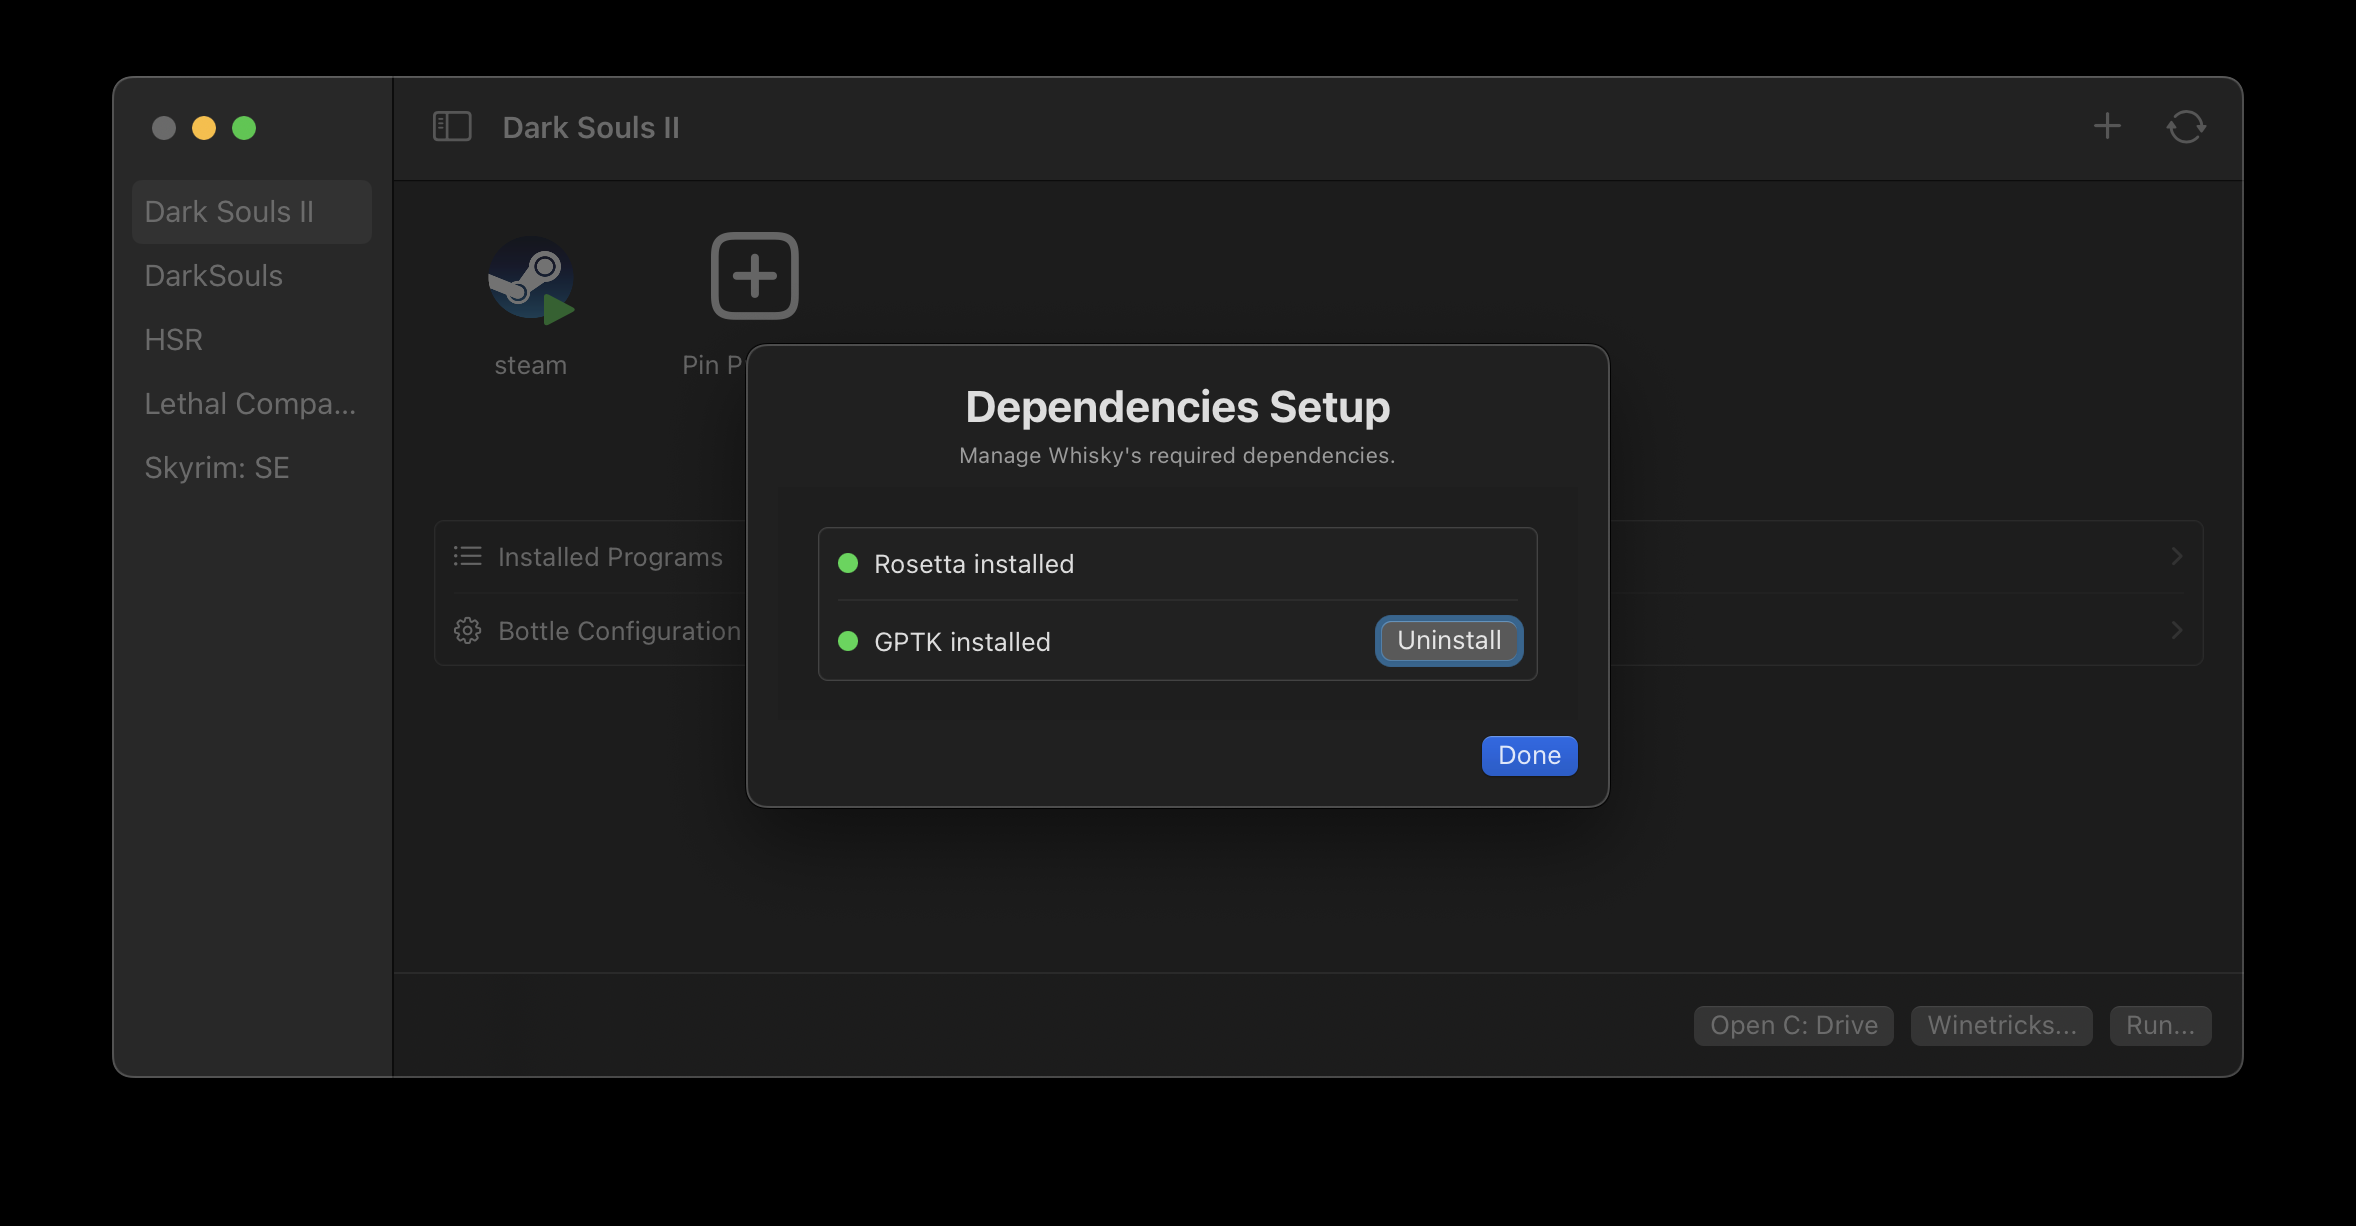 Dark Souls II
Dark Souls II
DarkSouls
HSR
Lethal Compa...
Skyrim: SE
steam
Pin P
Dependencies Setup
Manage Whisky's required dependencies.
Rosetta installed
GPTK installed
Uninstall
Done
Installed Programs
Bottle Configuration
Open C: Drive
Winetricks...
Run...